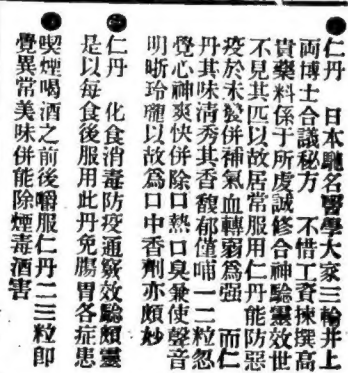 ●仁丹　日本馳名醫學大家三輪井上
両博士合議秘方　不惜工資揀撰高
貴藥料係于所虔誠修合神驗靈效世
不見其匹以故居常服用仁丹能防惡
疫於未發併補氣血轉弱爲强　而仁
丹其味清秀其香馥郁僅哺一二粒忽
覺心神爽快併除口熱口臭兼使聲音
明晰玲瓏以故爲口中香劑亦頗妙
●仁丹　化食消毒防疫通竅效驗頗靈
是以每食後服用此丹免腸胃各症患
●喫煙喝酒之前後嚼服仁丹二三粒即
覺異常美味併能除煙毒酒害